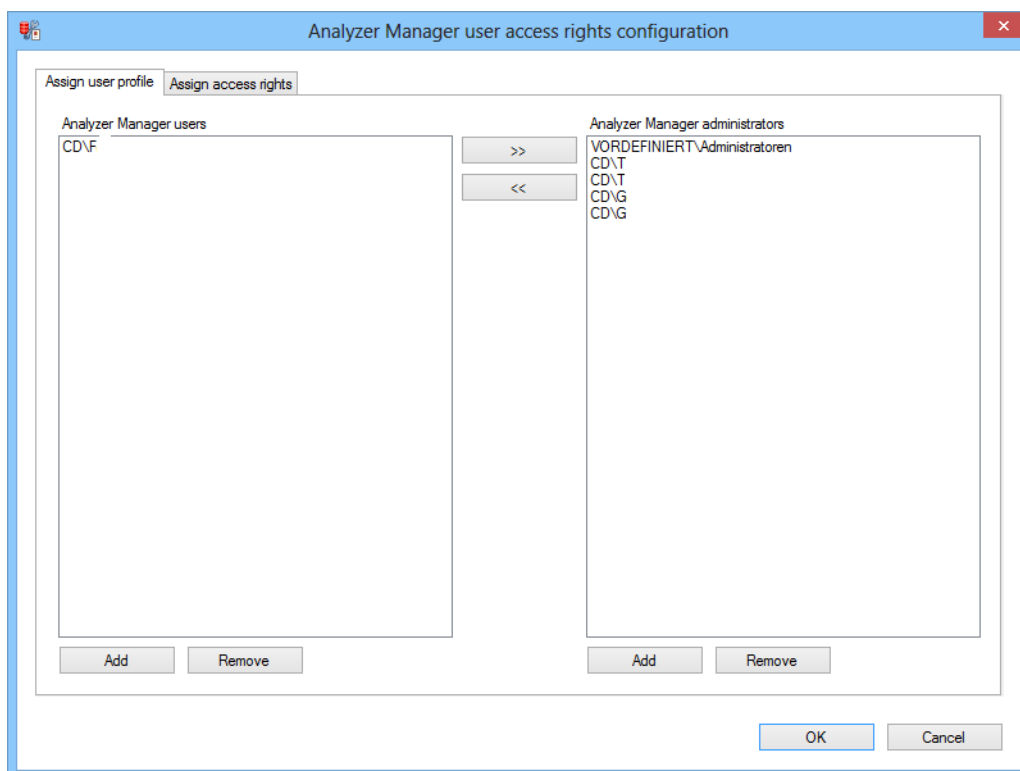 Analyzer Manager user access rights configuration
Assign user profile
Assign access rights
Analyzer Manager users
CD\F
>>
<<
Analyzer Manager administrators
VORDEFINIERT\Administratoren
CD\T
CD\T
CD\G
CD\G
Add
Remove
Add
Remove
OK
Cancel